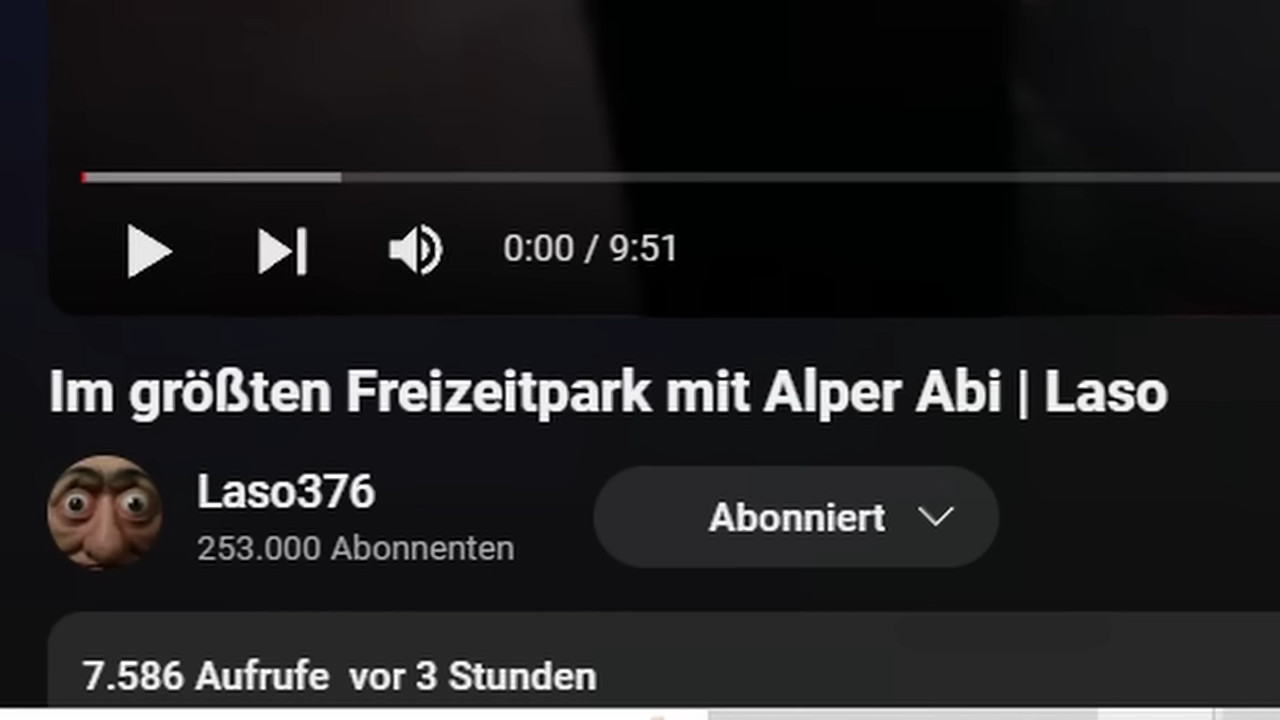 0:00 / 9:51
Im größten Freizeitpark mit Alper Abi | Laso
Laso376
253.000 Abonnenten
Abonniert
7.586 Aufrufe vor 3 Stunden